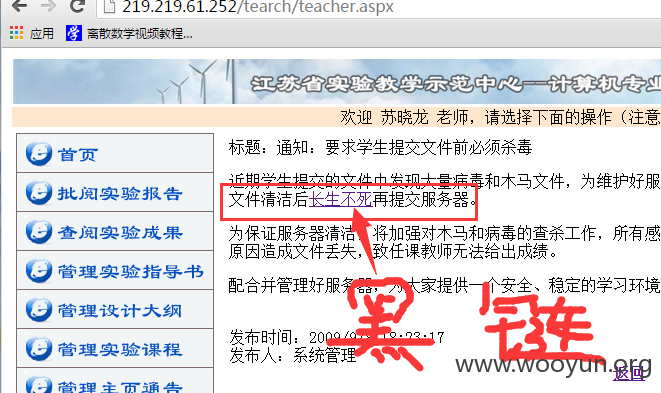 219.219.61.252/tearch/teacher.aspx
应用 学 离散数学视频教程...
江苏省实验教学示范中心--计算机专业
欢迎 苏晓龙 老师，请选择下面的操作（注意
首页
批阅实验报告
查阅实验成果
管理实验指导书
管理设计大纲
管理实验课程
管理主页通告
标题：通知：要求学生提交文件前必须杀毒
近期学生提交的文件中发现大量病毒和木马文件，为维护好服
文件清洁后长生不死再提交服务器。
为保证服务器清洁，将加强对木马和病毒的查杀工作，所有感
原因造成文件丢失，致任课教师无法给出成绩。
配合并管理好服务器，为大家提供一个安全、稳定的学习环境
黑链
发布时间：2009/9/ 18:23:17
发布人：系统管理
www.wooyun.org
返回